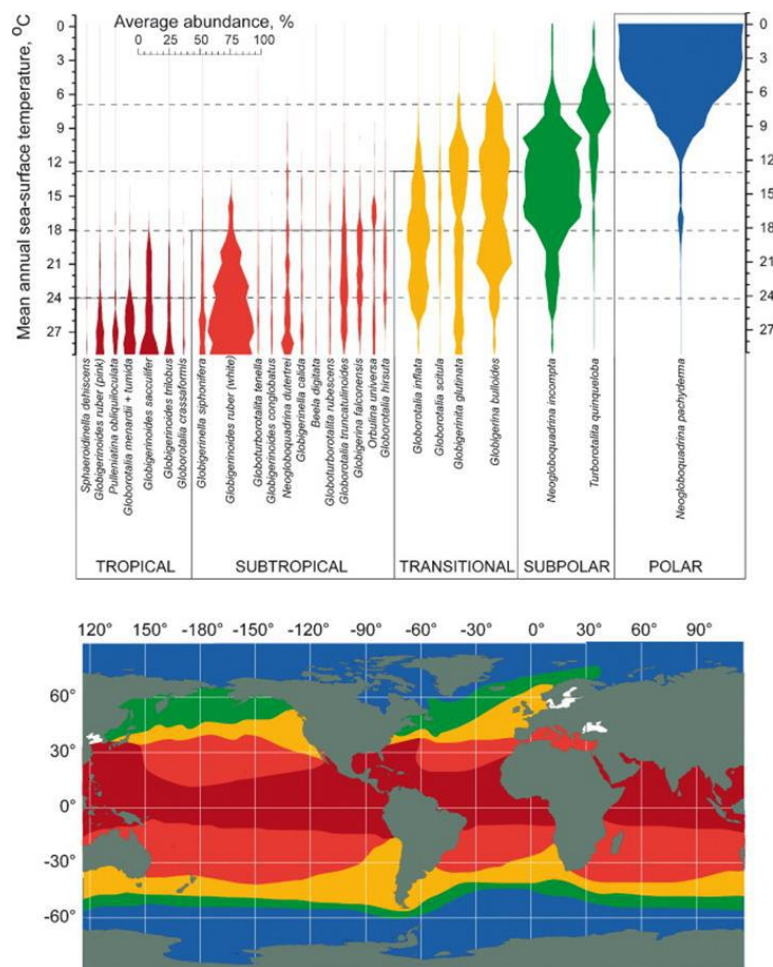 Average abundance, %
0 25 50 75 100
Mean annual sea-surface temperature, °C
0
3
6
9
12
15
18
21
24
27
0
3
6
9
12
15
18
21
24
27
Sphaeroidinella dehiscens
Globigerinoides ruber (pink)
Pulleniatina obliquiloculata
Globorotalia menardii + tumida
Globigerinoides sacculifer
Globigerinoides trilobus
Globorotalia crassaformis
Globigerinella siphonifera
Globigerinoides ruber (white)
Globoturborotalita tenella
Globigerinoides conglobatus
Neogloboquadrina dutertrei
Globigerinella calida
Beela digitata
Globoturborotalita rubescens
Globorotalia truncatulinoides
Globigerina falconensis
Orbulina universa
Globorotalia hirsuta
Globorotalia inflata
Globorotalia scitula
Globigerinita glutinata
Globigerina bulloides
Neogloboquadrina incompta
Turborotalita quinqueloba
Neogloboquadrina pachyderma
TROPICAL SUBTROPICAL TRANSITIONAL SUBPOLAR POLAR
120° 150° -180° -150° -120° -90° -60° -30° 0° 30° 90°
60°
30°
0°
-30°
-60°